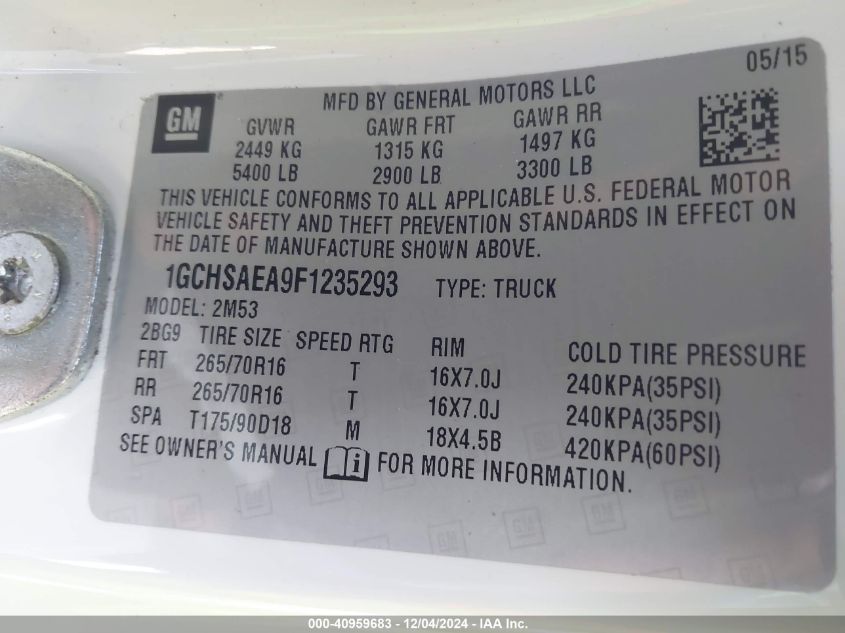 05/15
GM MFD BY GENERAL MOTORS LLC
GVWR GAWR FRT GAWR RR
2449 KG 1315 KG 1497 KG
5400 LB 2900 LB 3300 LB
THIS VEHICLE CONFORMS TO ALL APPLICABLE U.S. FEDERAL MOTOR
VEHICLE SAFETY AND THEFT PREVENTION STANDARDS IN EFFECT ON
THE DATE OF MANUFACTURE SHOWN ABOVE.
1GCHSAEA9F1235293 TYPE: TRUCK
MODEL: 2M53
2BG9 TIRE SIZE SPEED RTG RIM COLD TIRE PRESSURE
FRT 265/70R16 T 16X7.0J 240KPA(35PSI)
RR 265/70R16 T 16X7.0J 240KPA(35PSI)
SPA T175/90D18 M 18X4.5B 420KPA(60PSI)
SEE OWNER'S MANUAL i FOR MORE INFORMATION.
000-40959683 - 12/04/2024 - IAA Inc.